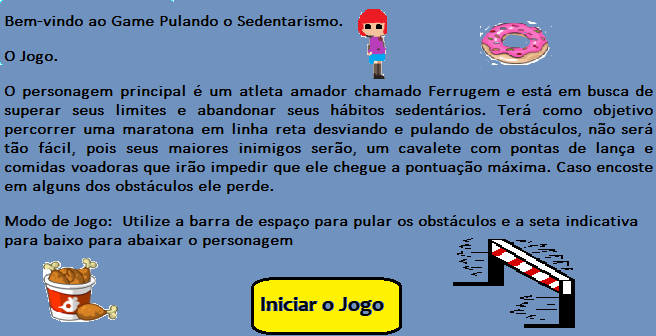 Bem-vindo ao Game Pulando o Sedentarismo.
O Jogo.
O personagem principal é um atleta amador chamado Ferrugem e está em busca de
superar seus limites e abandonar seus hábitos sedentários. Terá como objetivo
percorrer uma maratona em linha reta desviando e pulando de obstáculos, não será
tão fácil, pois seus maiores inimigos serão, um cavalete com pontas de lança e
comidas voadoras que irão impedir que ele chegue a pontuação máxima. Caso encoste
em alguns dos obstáculos ele perde.
Modo de Jogo: Utilize a barra de espaço para pular os obstáculos e a seta indicativa
para baixo para abaixar o personagem
Iniciar o Jogo